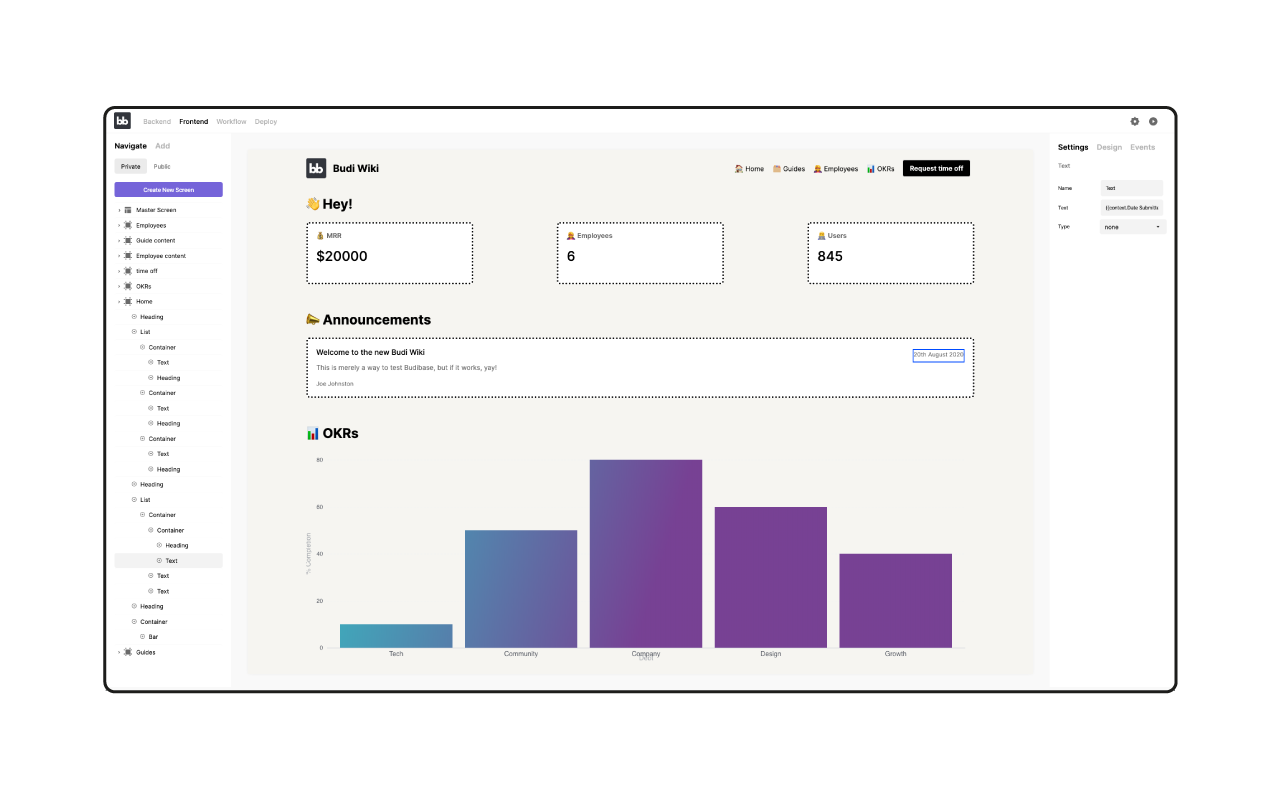 bb Backend Frontend Workflow Deploy
Navigate Add
Private Public
Create New Screen
Master Screen
Employees
Guide content
Employee content
time off
OKRs
Home
Heading
List
Container
Text
Heading
Container
Text
Heading
Container
Text
Heading
Heading
List
Container
Container
Heading
Text
Text
Text
Heading
Container
Bar
Guides
bb Budi Wiki
Home Guides Employees OKRs Request time off
Hey!
MRR
$20000
Employees
6
Users
845
Announcements
Welcome to the new Budi Wiki
20th August 2020
This is merely a way to test Budibase, but if it works, yay!
Joe Johnston
OKRs
% Completion
80
60
40
20
0
Tech Community Company Design Growth
Dept
Settings Design Events
Text
Name Text
Text {{context.Date Submitte
Type none